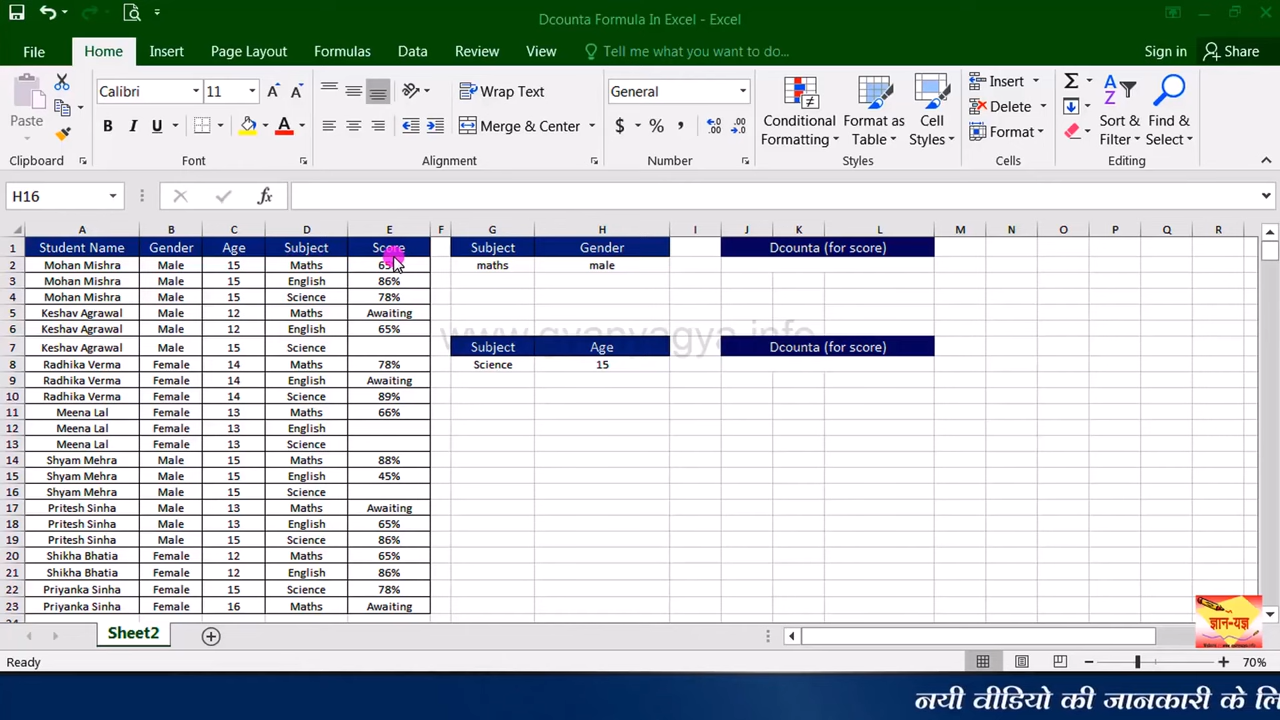 Dcounta Formula In Excel - Excel
File Home Insert Page Layout Formulas Data Review View Tell me what you want to do... Sign in Share
Paste Calibri 11 Wrap Text General Insert
B I U Merge & Center $ % , Conditional Formatting Format as Table Cell Styles Delete Format Sort & Filter Find & Select
Clipboard Font Alignment Number Styles Cells Editing
H16 fx
A B C D E F G H I J K L M N O P Q R
1 Student Name Gender Age Subject Score Subject Gender Dcounta (for score)
2 Mohan Mishra Male 15 Maths maths male
3 Mohan Mishra Male 15 English 86%
4 Mohan Mishra Male 15 Science 78%
5 Keshav Agrawal Male 12 Maths Awaiting
6 Keshav Agrawal Male 12 English 65%
www.gyanyagya.info
7 Keshav Agrawal Male 15 Science Subject Age Dcounta (for score)
8 Radhika Verma Female 14 Maths 78% Science 15
9 Radhika Verma Female 14 English Awaiting
10 Radhika Verma Female 14 Science 89%
11 Meena Lal Female 13 Maths 66%
12 Meena Lal Female 13 English
13 Meena Lal Female 13 Science
14 Shyam Mehra Male 15 Maths 88%
15 Shyam Mehra Male 15 English 45%
16 Shyam Mehra Male 15 Science
17 Pritesh Sinha Male 13 Maths Awaiting
18 Pritesh Sinha Male 13 English 65%
19 Pritesh Sinha Male 15 Science 86%
20 Shikha Bhatia Female 12 Maths 65%
21 Shikha Bhatia Female 12 English 86%
22 Priyanka Sinha Female 15 Science 78%
23 Priyanka Sinha Female 16 Maths Awaiting
ज्ञान-यज्ञ
Sheet2
Ready 70%
नयी वीडियो की जानकारी के लि